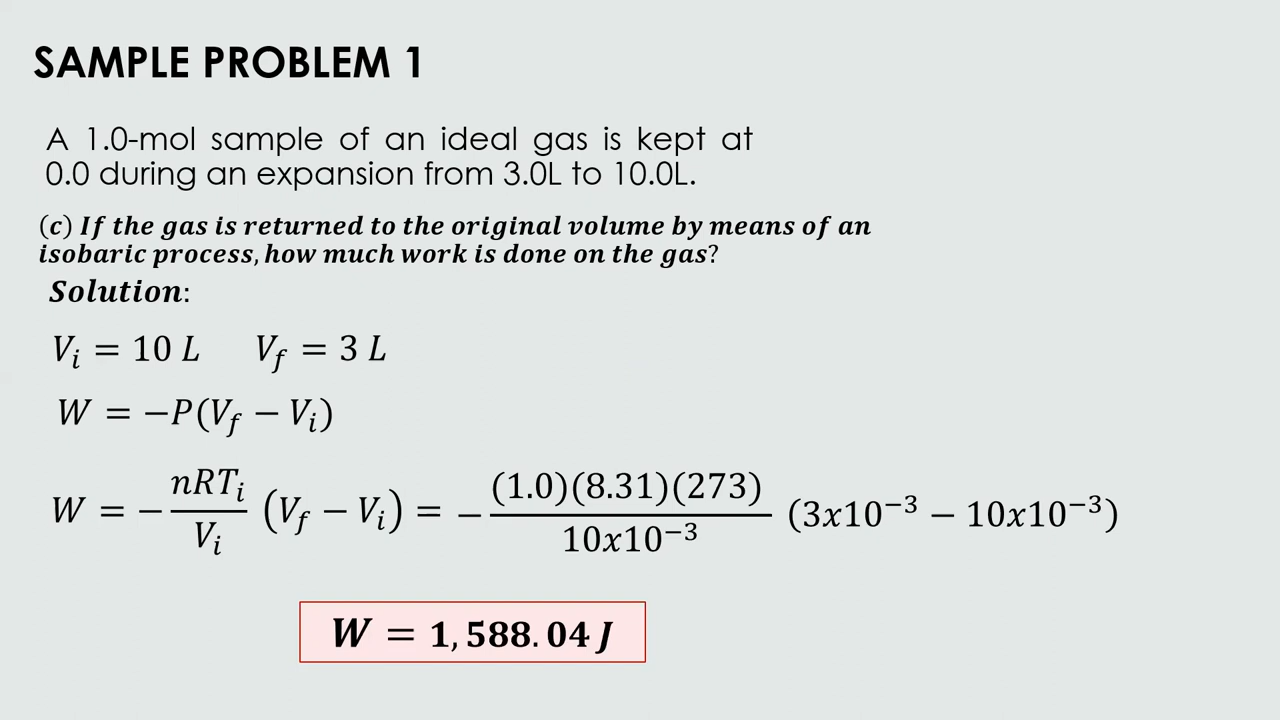 SAMPLE PROBLEM 1
A 1.0-mol sample of an ideal gas is kept at
0.0 during an expansion from 3.0L to 10.0L.
(c) If the gas is returned to the original volume by means of an
isobaric process, how much work is done on the gas?
Solution:
V_i = 10 L V_f = 3 L
W = −P(V_f − V_i)
W = − nRT_i / V_i (V_f − V_i) = − (1.0)(8.31)(273) / 10x10⁻³ (3x10⁻³ − 10x10⁻³)
W = 1,588.04 J